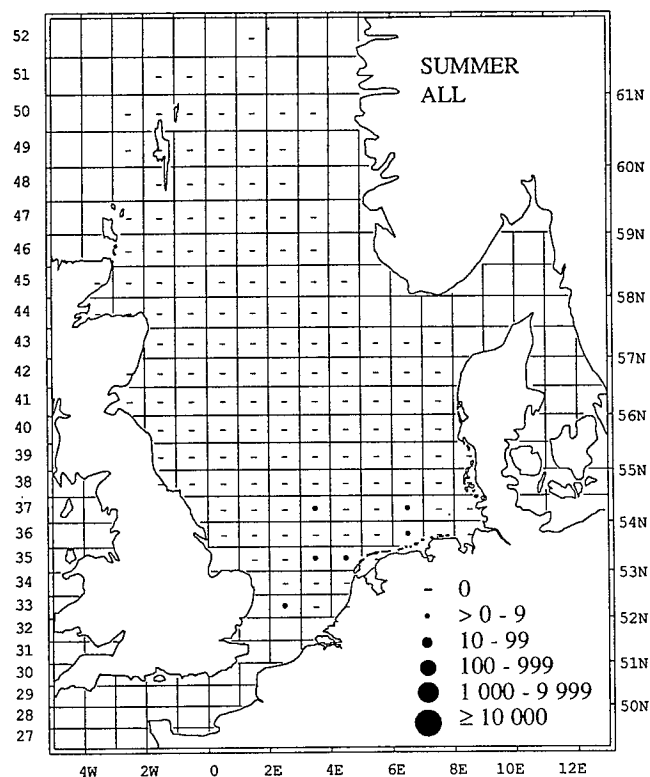 SUMMER
ALL
52
51
50
49
48
47
46
45
44
43
42
41
40
39
38
37
36
35
34
33
32
31
30
29
28
27
61N
60N
59N
58N
57N
56N
55N
54N
53N
52N
51N
50N
- 0
> 0 - 9
10 - 99
100 - 999
1 000 - 9 999
≥ 10 000
4W 2W 0 2E 4E 6E 8E 10E 12E